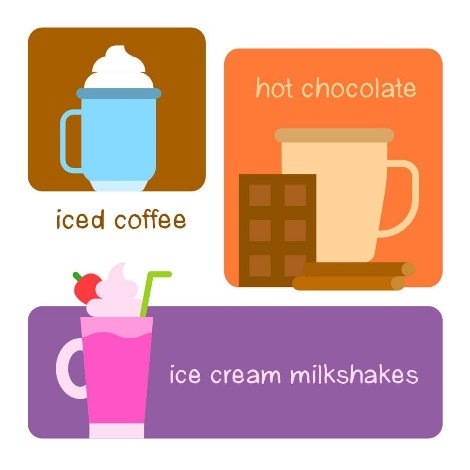 hot chocolate
iced coffee
ice cream milkshakes